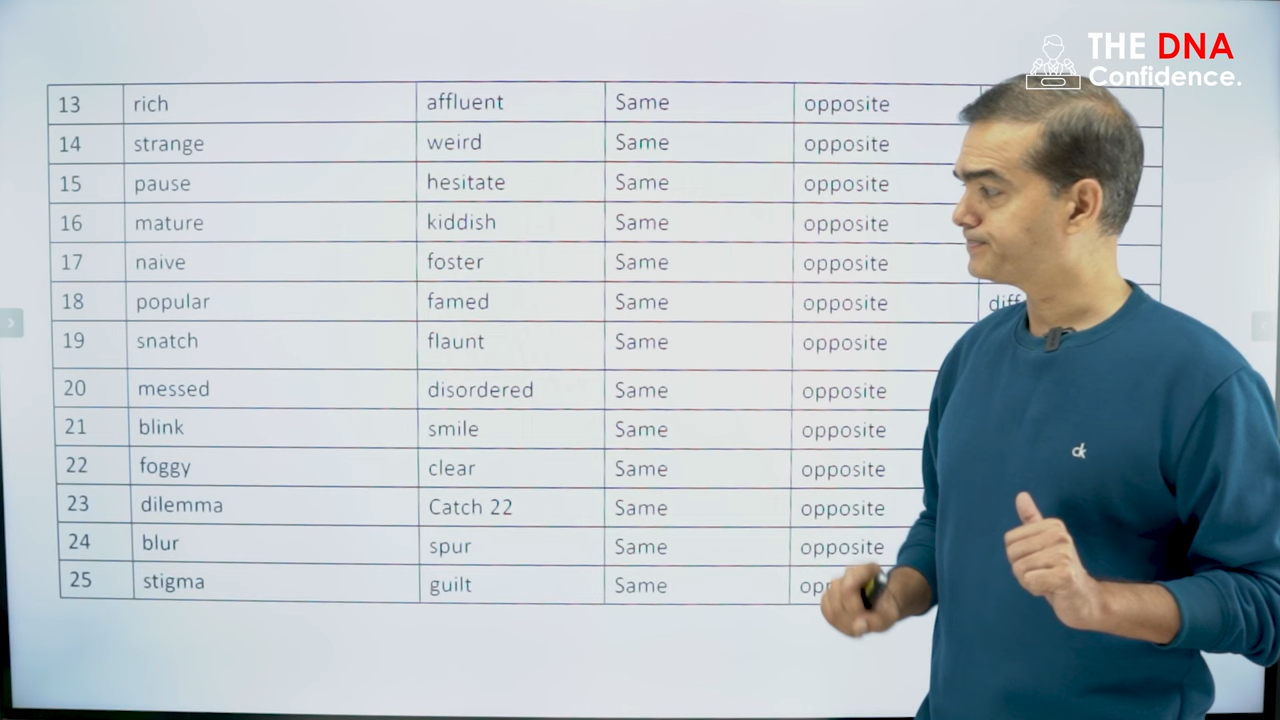 THE DNA
Confidence.
13 rich affluent Same opposite
14 strange weird Same opposite
15 pause hesitate Same opposite
16 mature kiddish Same opposite
17 naive foster Same opposite
18 popular famed Same opposite
19 snatch flaunt Same opposite
20 messed disordered Same opposite
21 blink smile Same opposite
22 foggy clear Same opposite
23 dilemma Catch 22 Same opposite
24 blur spur Same opposite
25 stigma guilt Same
ck